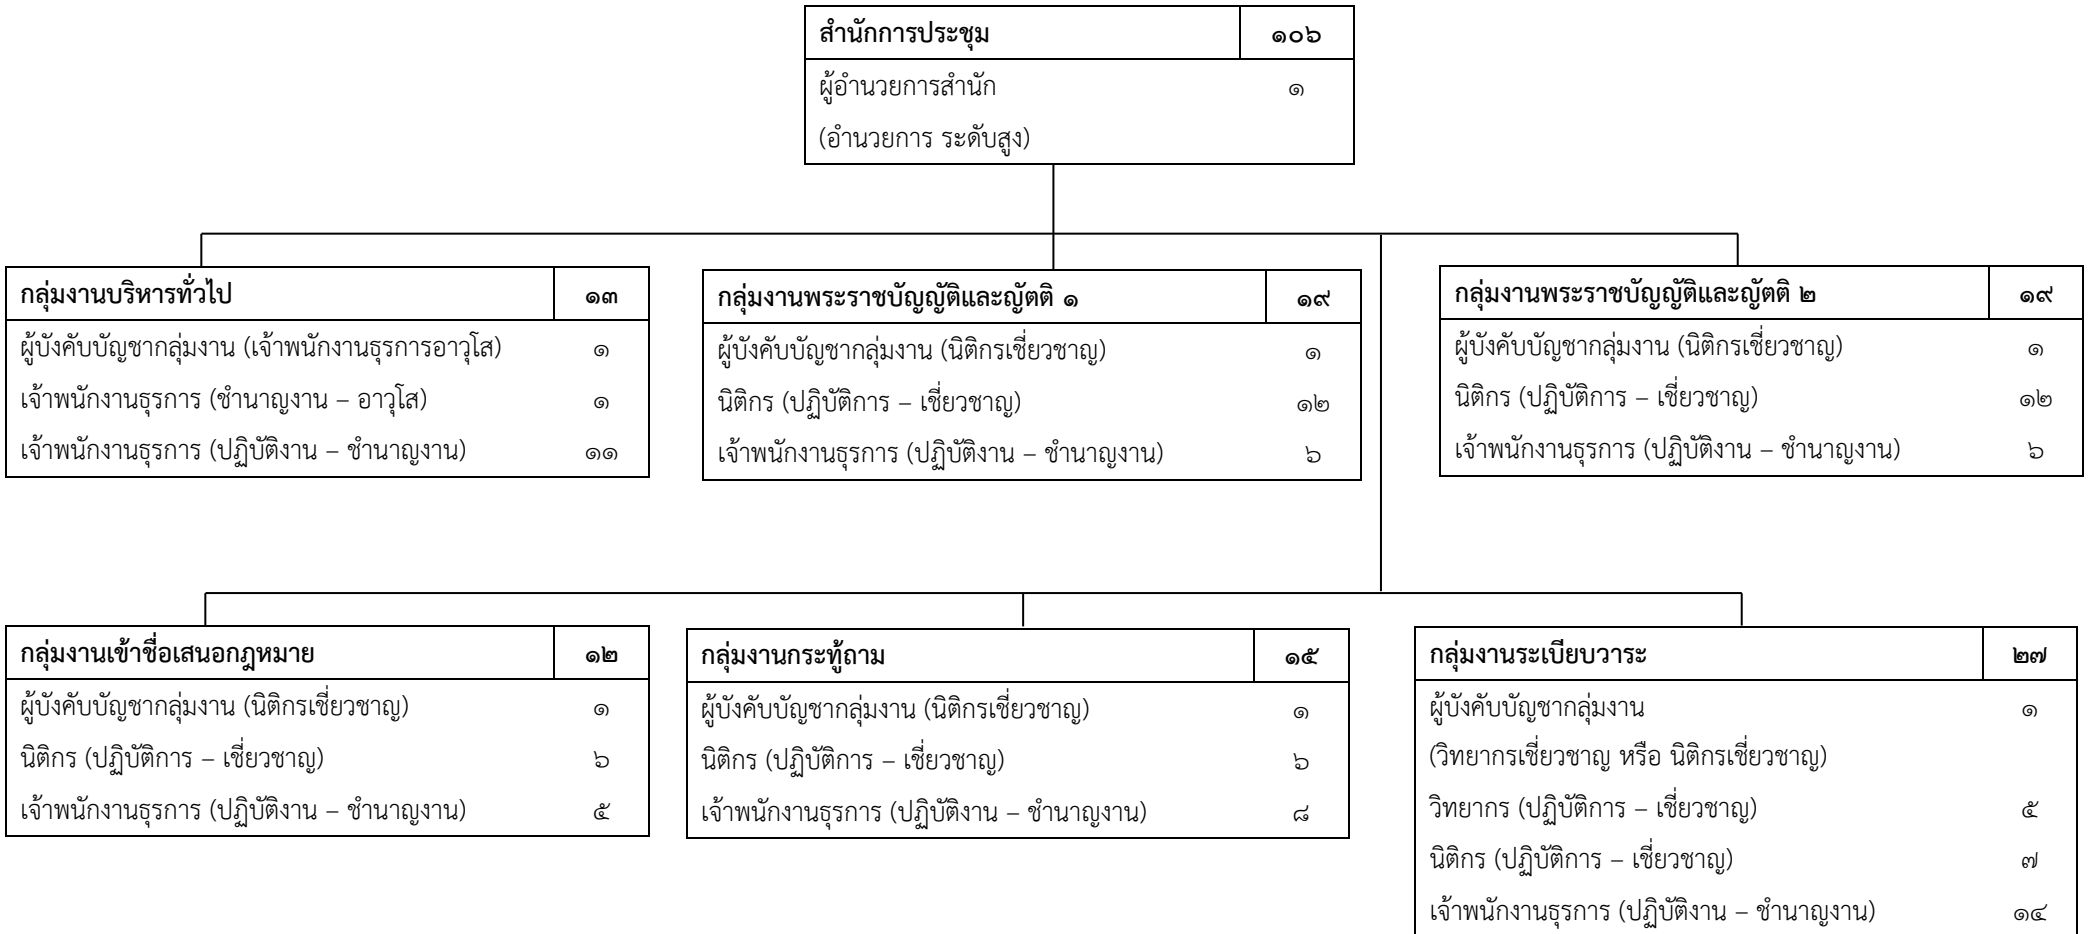 สำนักการประชุม ๑๐๖
ผู้อำนวยการสำนัก ๑
(อำนวยการ ระดับสูง)
กลุ่มงานบริหารทั่วไป ๑๓
ผู้บังคับบัญชากลุ่มงาน (เจ้าพนักงานธุรการอาวุโส) ๑
เจ้าพนักงานธุรการ (ชำนาญงาน – อาวุโส) ๑
เจ้าพนักงานธุรการ (ปฏิบัติงาน – ชำนาญงาน) ๑๑
กลุ่มงานพระราชบัญญัติและญัตติ ๑ ๑๙
ผู้บังคับบัญชากลุ่มงาน (นิติกรเชี่ยวชาญ) ๑
นิติกร (ปฏิบัติการ – เชี่ยวชาญ) ๑๒
เจ้าพนักงานธุรการ (ปฏิบัติงาน – ชำนาญงาน) ๖
กลุ่มงานพระราชบัญญัติและญัตติ ๒ ๑๙
ผู้บังคับบัญชากลุ่มงาน (นิติกรเชี่ยวชาญ) ๑
นิติกร (ปฏิบัติการ – เชี่ยวชาญ) ๑๒
เจ้าพนักงานธุรการ (ปฏิบัติงาน – ชำนาญงาน) ๖
กลุ่มงานเข้าชื่อเสนอกฎหมาย ๑๒
ผู้บังคับบัญชากลุ่มงาน (นิติกรเชี่ยวชาญ) ๑
นิติกร (ปฏิบัติการ – เชี่ยวชาญ) ๖
เจ้าพนักงานธุรการ (ปฏิบัติงาน – ชำนาญงาน) ๕
กลุ่มงานกระทู้ถาม ๑๕
ผู้บังคับบัญชากลุ่มงาน (นิติกรเชี่ยวชาญ) ๑
นิติกร (ปฏิบัติการ – เชี่ยวชาญ) ๖
เจ้าพนักงานธุรการ (ปฏิบัติงาน – ชำนาญงาน) ๘
กลุ่มงานระเบียบวาระ ๒๗
ผู้บังคับบัญชากลุ่มงาน ๑
(วิทยากรเชี่ยวชาญ หรือ นิติกรเชี่ยวชาญ)
วิทยากร (ปฏิบัติการ – เชี่ยวชาญ) ๕
นิติกร (ปฏิบัติการ – เชี่ยวชาญ) ๗
เจ้าพนักงานธุรการ (ปฏิบัติงาน – ชำนาญงาน) ๑๔